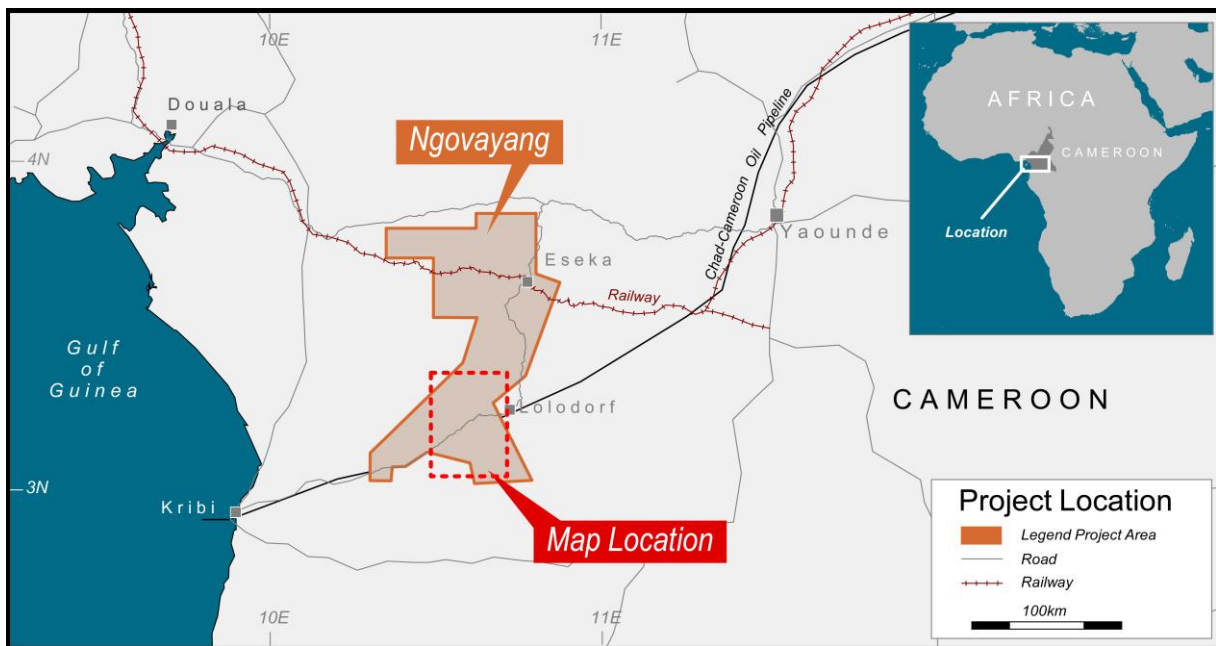 10E
11E
Douala
4N
Ngovayang
Chad-Cameroon Oil Pipeline
Yaounde
Eseka
Railway
Gulf
of
Guinea
Lolodorf
CAMEROON
3N
Kribi
Map Location
10E
11E
AFRICA
CAMEROON
Location
Project Location
Legend Project Area
Road
Railway
100km